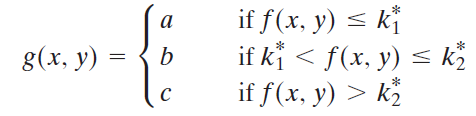 a if f(x, y) ≤ k₁*
g(x, y) = { b if k₁* < f(x, y) ≤ k₂*
c if f(x, y) > k₂*